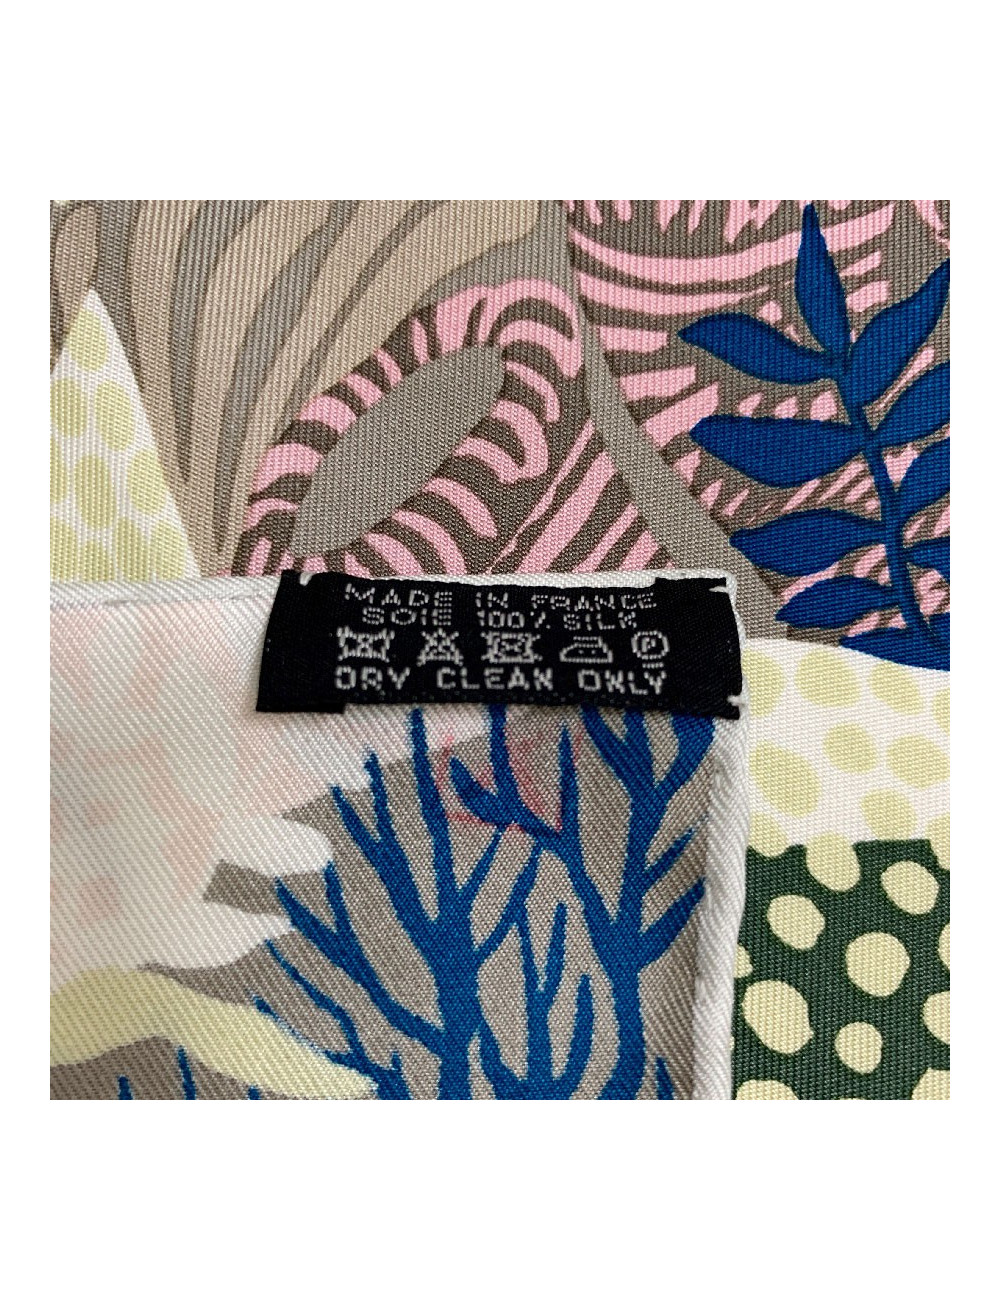 MADE IN FRANCE
SOIE 100% SILK
P
DRY CLEAN ONLY